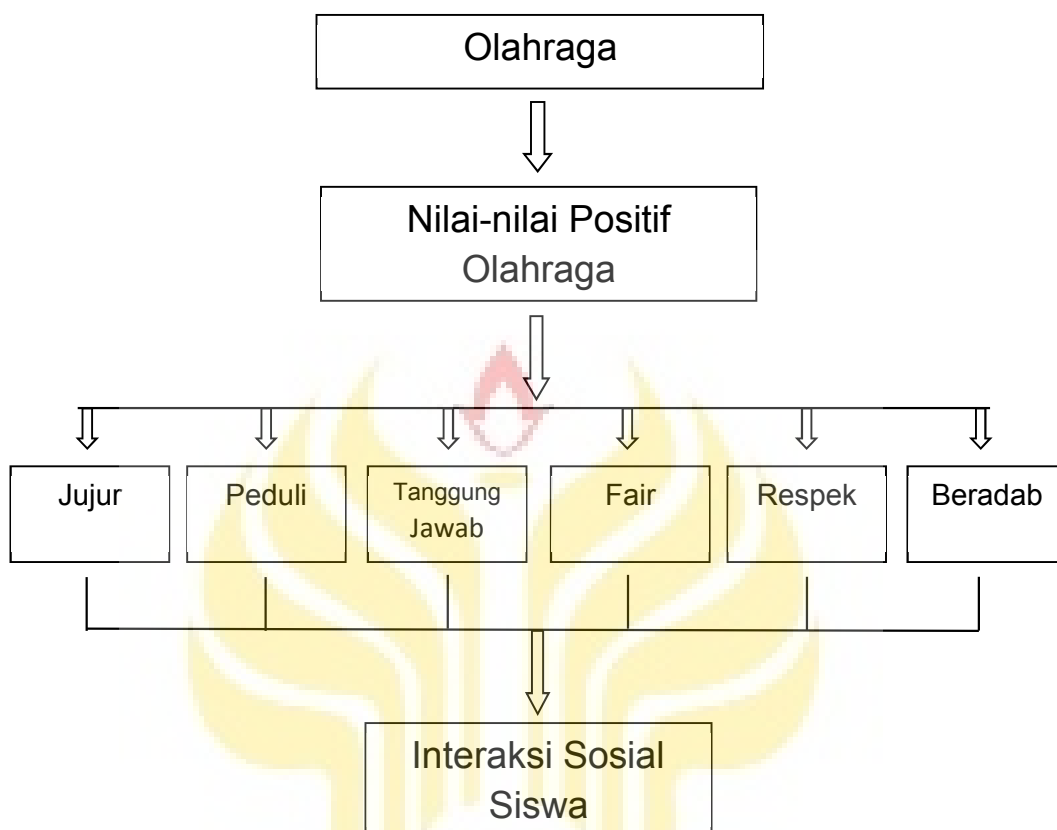 Olahraga
Nilai-nilai Positif
Olahraga
Jujur
Peduli
Tanggung
Jawab
Fair
Respek
Beradab
Interaksi Sosial
Siswa